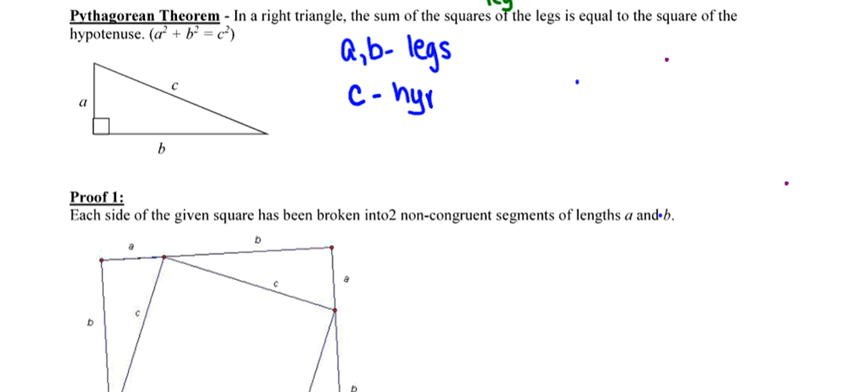 Pythagorean Theorem - In a right triangle, the sum of the squares of the legs is equal to the square of the
hypotenuse. (a² + b² = c²)
a,b- legs
c - hyr
a
c
b
Proof 1:
Each side of the given square has been broken into2 non-congruent segments of lengths a and b.
a
b
a
c
c
b
b